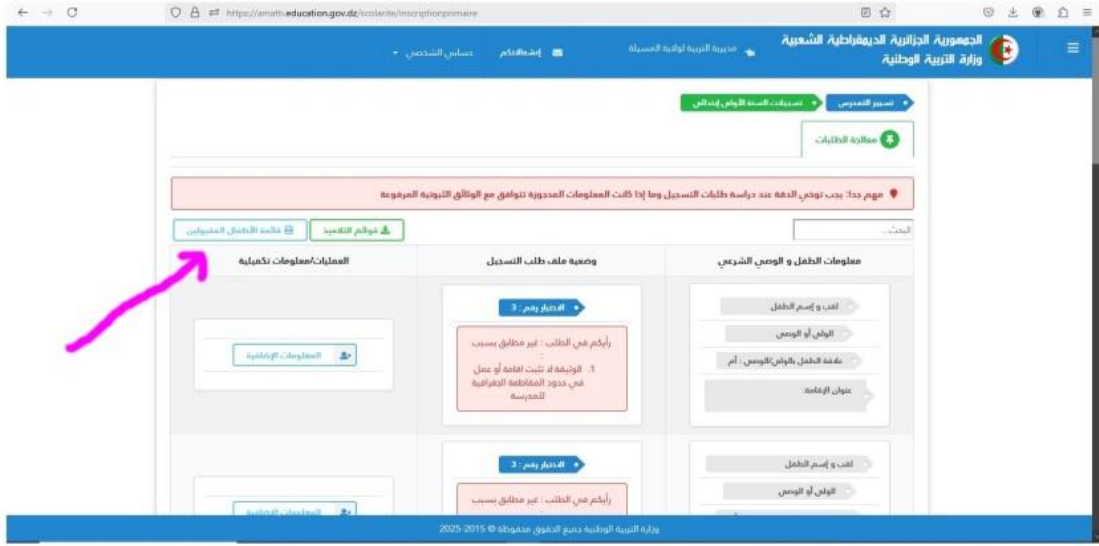 https://amatti.education.gov.dz/scolarite/inscriptionprimaire
الجمهورية الجزائرية الديمقراطية الشعبية
وزارة التربية الوطنية
مديرية التربية لولاية المسيلة
إنشغالاتكم
حسابي الشخصي
تسيير التمدرس
تسجيلات السنة الأولى إبتدائي
معالجة الطلبات
مهم جدا: يجب توخي الدقة عند دراسة طلبات التسجيل وما إذا كانت المعلومات المحجوزة تتوافق مع الوثائق الثبوتية المرفوعة
البحث...
قوائم التلاميذ
قائمة الأطفال المقبولين
معلومات الطفل و الوصي الشرعي
وضعية ملف طلب التسجيل
العمليات/معلومات تكميلية
لقب و إسم الطفل
الولي أو الوصي
علاقة الطفل بالولي/الوصي : أم
عنوان الإقامة:
الاختيار رقم : 3
رأيكم في الطلب : غير مطابق بسبب
:
1. الوثيقة لا تثبت اقامة أو عمل
في حدود المقاطعة الجغرافية
للمدرسة
المعلومات الإضافية
لقب و إسم الطفل
الولي أو الوصي
الاختيار رقم : 3
رأيكم في الطلب : غير مطابق بسبب
المعلومات الإضافية
وزارة التربية الوطنية جميع الحقوق محفوظة © 2015-2025